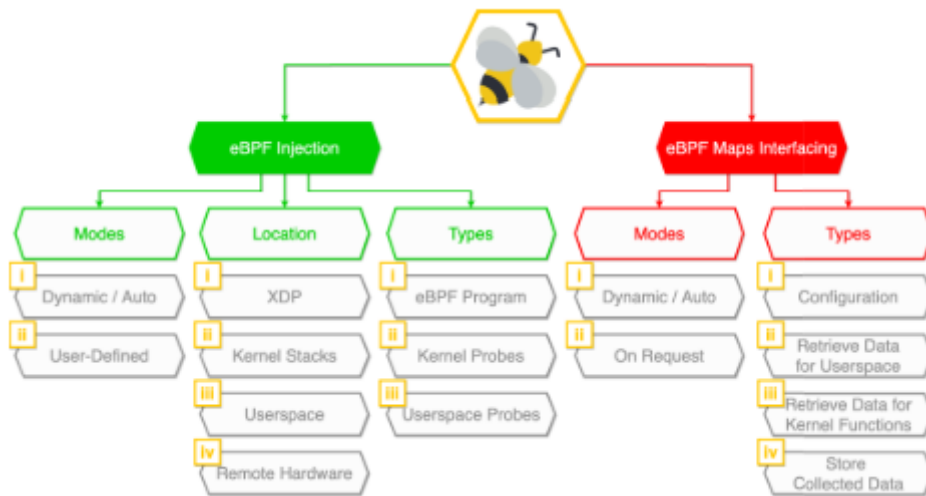 eBPF Injection
eBPF Maps Interfacing
Modes
Location
Types
Modes
Types
i
Dynamic / Auto
i
XDP
i
eBPF Program
i
Dynamic / Auto
i
Configuration
ii
User-Defined
ii
Kernel Stacks
ii
Kernel Probes
ii
On Request
ii
Retrieve Data
for Userspace
iii
Userspace
iii
Userspace Probes
iii
Retrieve Data for
Kernel Functions
iv
Remote Hardware
iv
Store
Collected Data